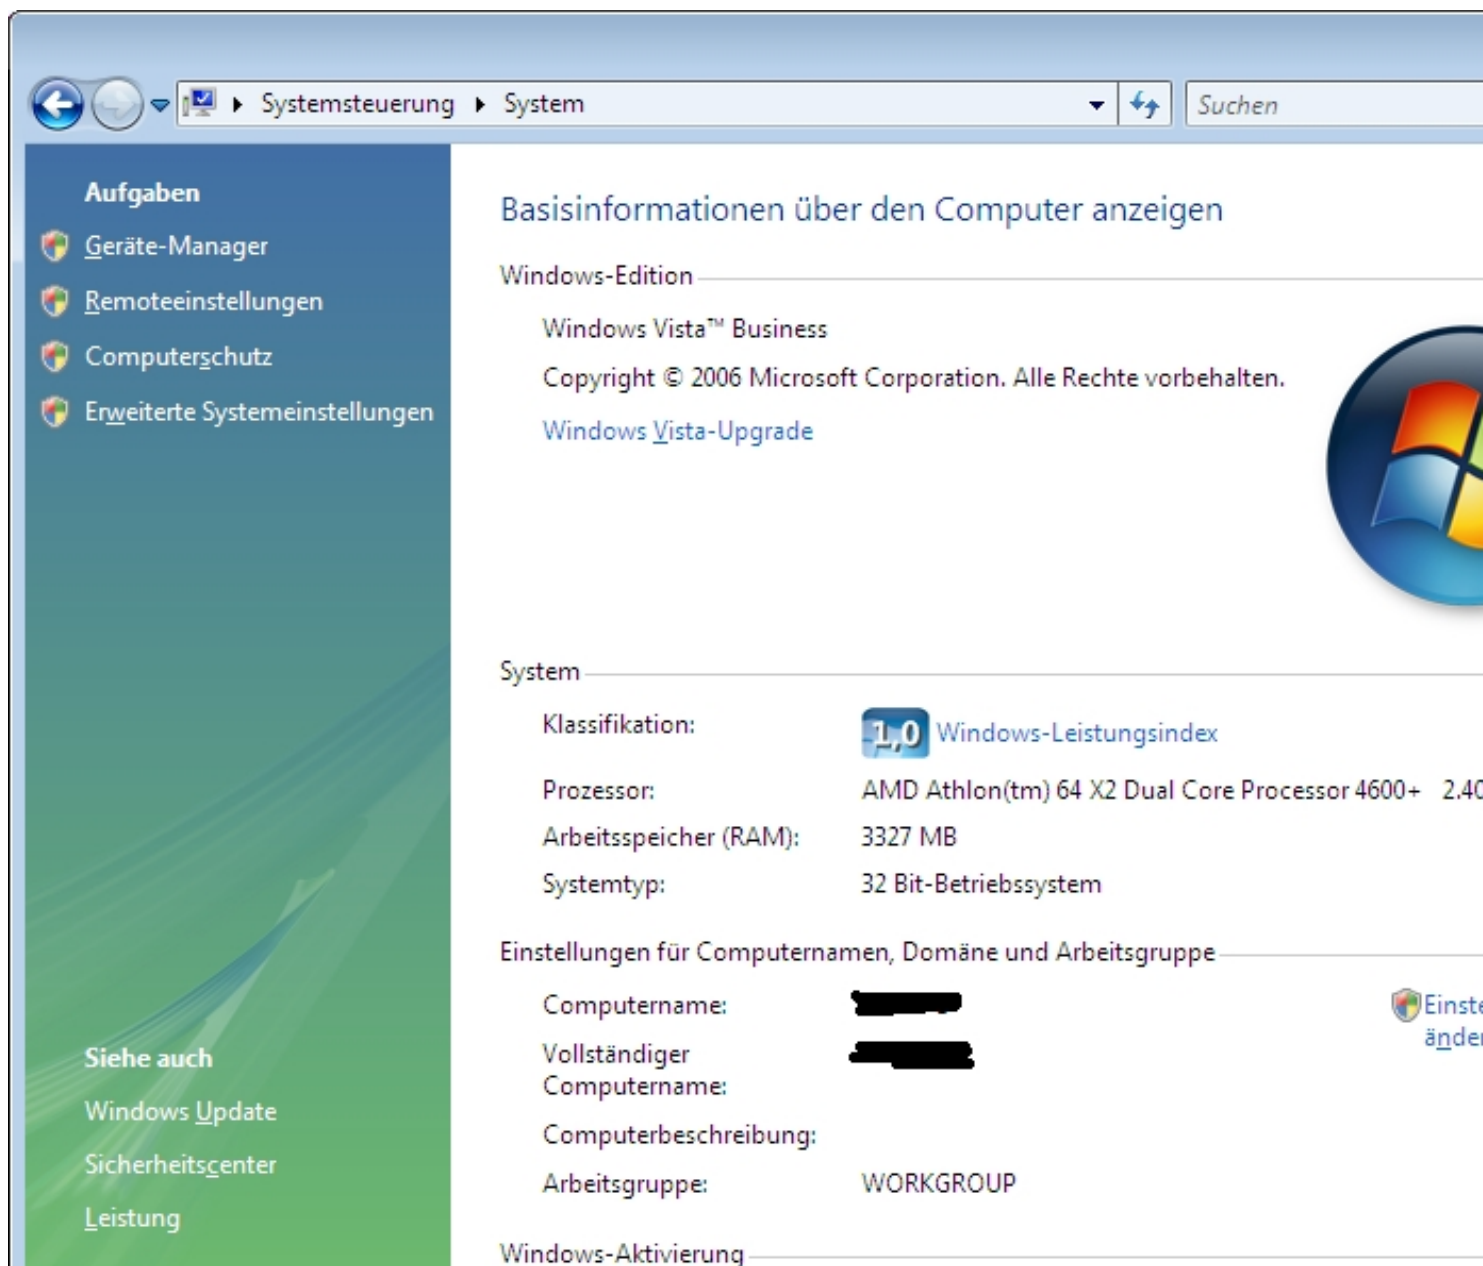 Systemsteuerung System
Suchen
Aufgaben
Geräte-Manager
Remoteeinstellungen
Computerschutz
Erweiterte Systemeinstellungen
Siehe auch
Windows Update
Sicherheitscenter
Leistung
Basisinformationen über den Computer anzeigen
Windows-Edition
Windows Vista™ Business
Copyright © 2006 Microsoft Corporation. Alle Rechte vorbehalten.
Windows Vista-Upgrade
System
Klassifikation: 1,0 Windows-Leistungsindex
Prozessor: AMD Athlon(tm) 64 X2 Dual Core Processor 4600+ 2.40
Arbeitsspeicher (RAM): 3327 MB
Systemtyp: 32 Bit-Betriebssystem
Einstellungen für Computernamen, Domäne und Arbeitsgruppe
Computername:
Vollständiger
Computername:
Computerbeschreibung:
Arbeitsgruppe: WORKGROUP
Windows-Aktivierung